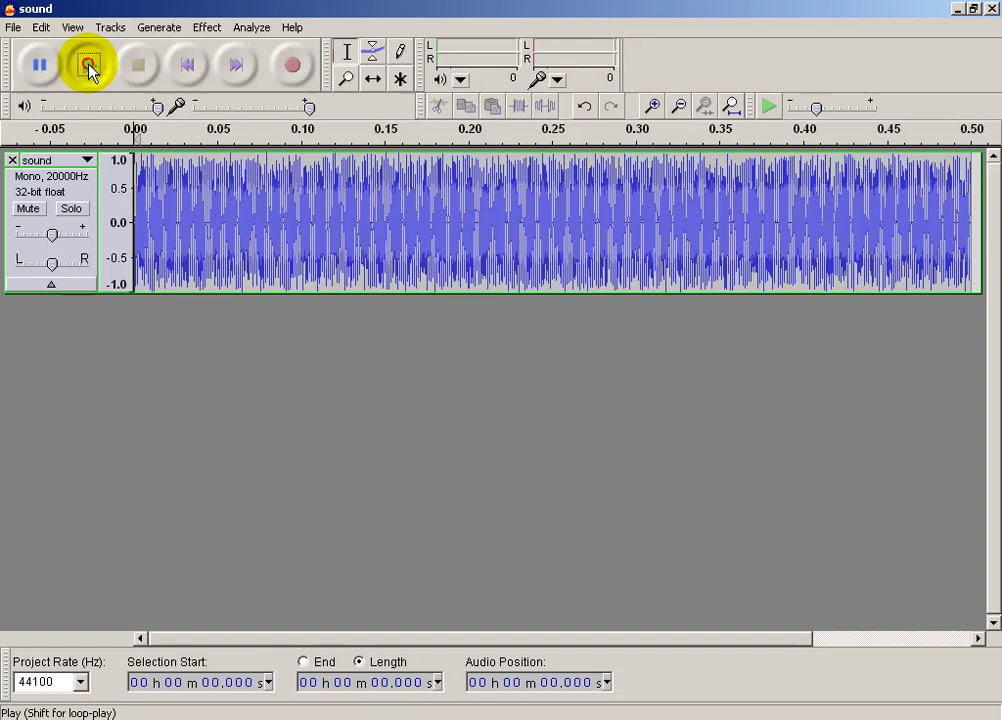 sound
File Edit View Tracks Generate Effect Analyze Help
L
R
0
L
R
0
- + - +
- +
- 0.05 0.00 0.05 0.10 0.15 0.20 0.25 0.30 0.35 0.40 0.45 0.50
sound
Mono, 20000Hz
32-bit float
Mute Solo
- +
L R
1.0
0.5
0.0
-0.5
-1.0
Project Rate (Hz): Selection Start: End Length Audio Position:
44100 00 h 00 m 00.000 s 00 h 00 m 00.000 s 00 h 00 m 00.000 s
Play (Shift for loop-play)